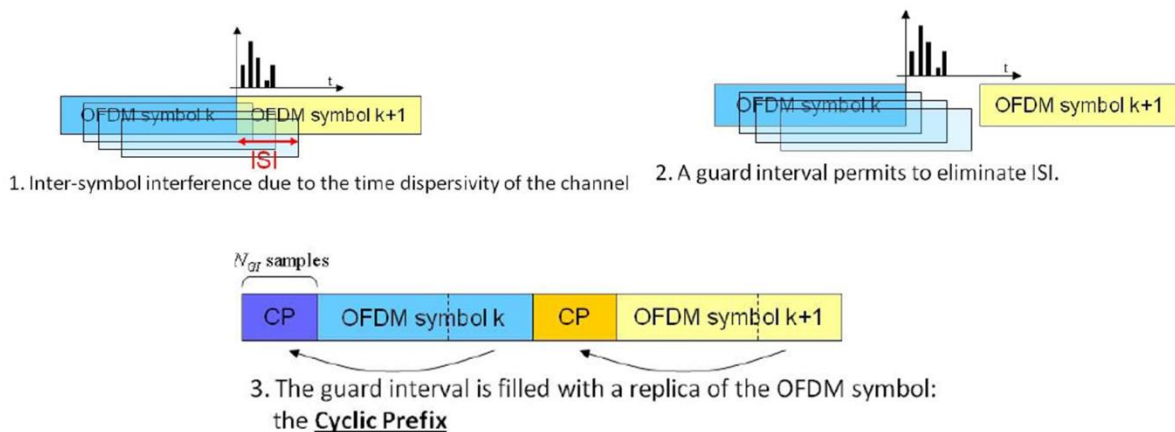 t
OFDM symbol k
OFDM symbol k+1
ISI
1. Inter-symbol interference due to the time dispersivity of the channel
t
OFDM symbol k
OFDM symbol k+1
2. A guard interval permits to eliminate ISI.
N_GI samples
CP OFDM symbol k CP OFDM symbol k+1
3. The guard interval is filled with a replica of the OFDM symbol:
the Cyclic Prefix